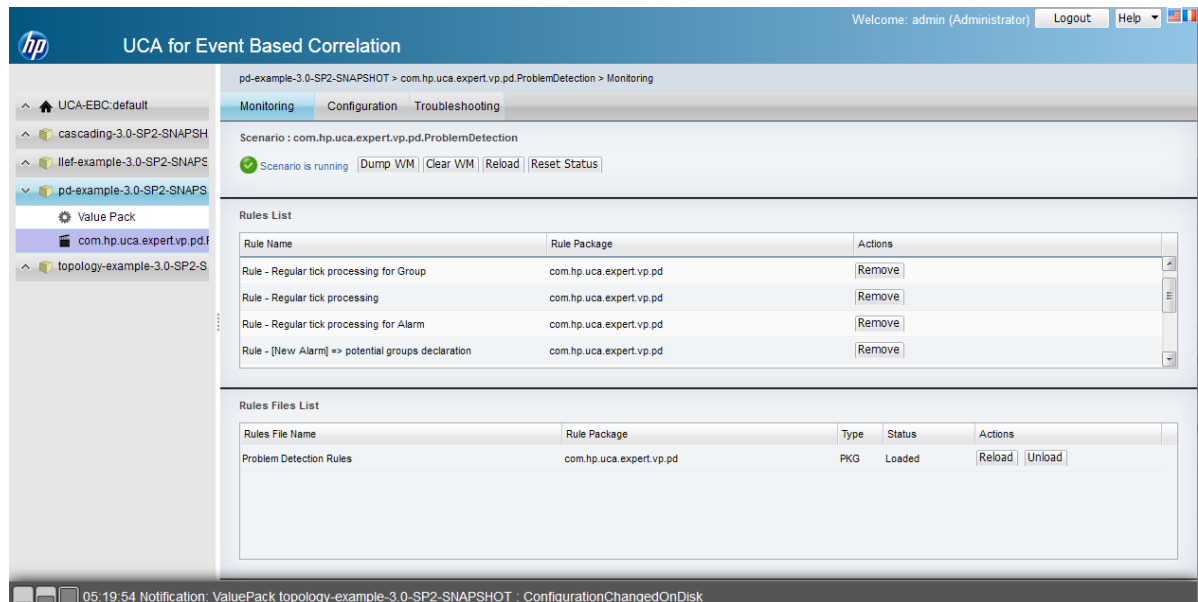 Welcome: admin (Administrator) Logout Help
hp UCA for Event Based Correlation
pd-example-3.0-SP2-SNAPSHOT > com.hp.uca.expert.vp.pd.ProblemDetection > Monitoring
UCA-EBC:default
cascading-3.0-SP2-SNAPSH
llef-example-3.0-SP2-SNAPS
pd-example-3.0-SP2-SNAPS
Value Pack
com.hp.uca.expert.vp.pd.F
topology-example-3.0-SP2-S
Monitoring Configuration Troubleshooting
Scenario : com.hp.uca.expert.vp.pd.ProblemDetection
Scenario is running Dump WM Clear WM Reload Reset Status
Rules List
Rule Name Rule Package Actions
Rule - Regular tick processing for Group com.hp.uca.expert.vp.pd Remove
Rule - Regular tick processing com.hp.uca.expert.vp.pd Remove
Rule - Regular tick processing for Alarm com.hp.uca.expert.vp.pd Remove
Rule - [New Alarm] => potential groups declaration com.hp.uca.expert.vp.pd Remove
Rules Files List
Rules File Name Rule Package Type Status Actions
Problem Detection Rules com.hp.uca.expert.vp.pd PKG Loaded Reload Unload
05:19:54 Notification: ValuePack topology-example-3.0-SP2-SNAPSHOT : ConfigurationChangedOnDisk